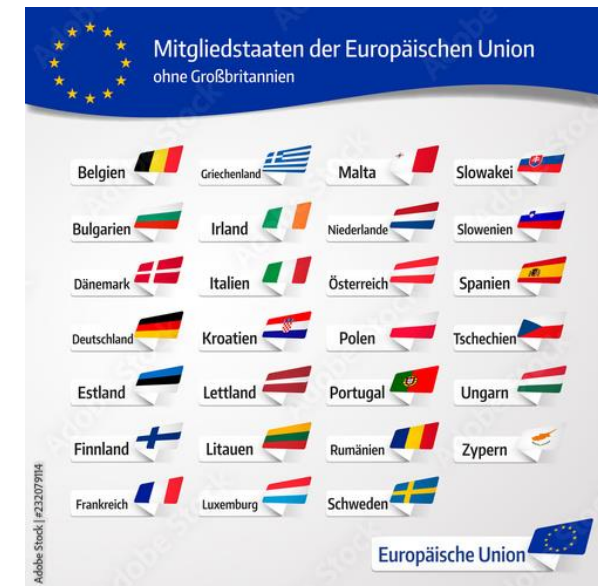 Mitgliedstaaten der Europäischen Union
ohne Großbritannien
Belgien
Griechenland
Malta
Slowakei
Bulgarien
Irland
Niederlande
Slowenien
Dänemark
Italien
Österreich
Spanien
Deutschland
Kroatien
Polen
Tschechien
Estland
Lettland
Portugal
Ungarn
Finnland
Litauen
Rumänien
Zypern
Frankreich
Luxemburg
Schweden
Europäische Union
Adobe Stock | #232079114